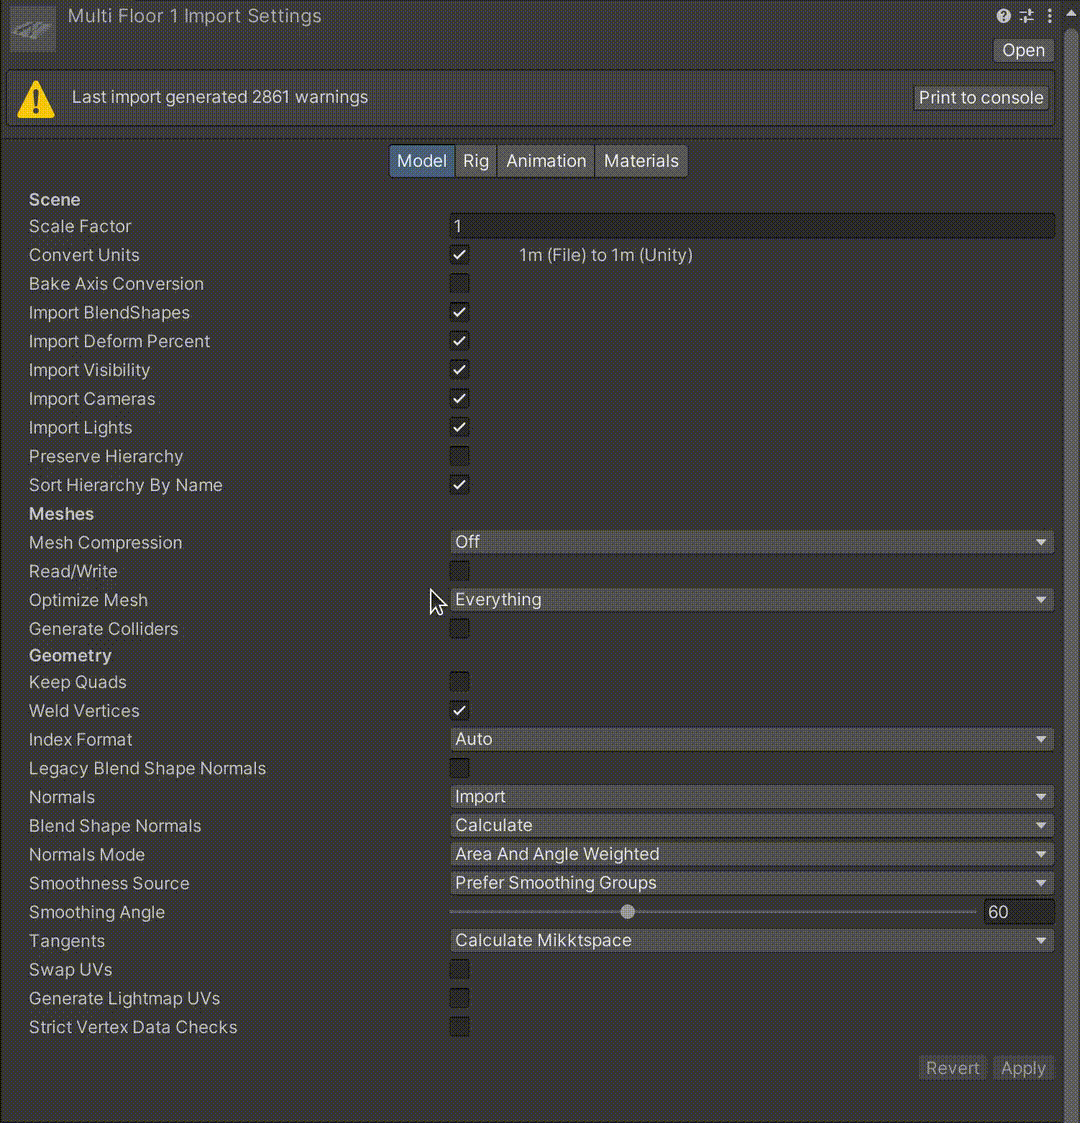 Multi Floor 1 Import Settings
Open
Last import generated 2861 warnings
Print to console
Model Rig Animation Materials
Scene
Scale Factor 1
Convert Units 1m (File) to 1m (Unity)
Bake Axis Conversion
Import BlendShapes
Import Deform Percent
Import Visibility
Import Cameras
Import Lights
Preserve Hierarchy
Sort Hierarchy By Name
Meshes
Mesh Compression Off
Read/Write
Optimize Mesh Everything
Generate Colliders
Geometry
Keep Quads
Weld Vertices
Index Format Auto
Legacy Blend Shape Normals
Normals Import
Blend Shape Normals Calculate
Normals Mode Area And Angle Weighted
Smoothness Source Prefer Smoothing Groups
Smoothing Angle 60
Tangents Calculate Mikktspace
Swap UVs
Generate Lightmap UVs
Strict Vertex Data Checks
Revert Apply